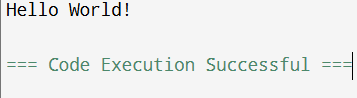 Hello World!
=== Code Execution Successful ===